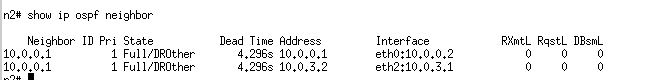 n2# show ip ospf neighbor
Neighbor ID Pri State Dead Time Address Interface RXmtL RqstL DBsmL
10.0.0.1 1 Full/DROther 4.296s 10.0.0.1 eth0:10.0.0.2 0 0 0
10.0.0.1 1 Full/DROther 4.296s 10.0.3.2 eth2:10.0.3.1 0 0 0
n2#